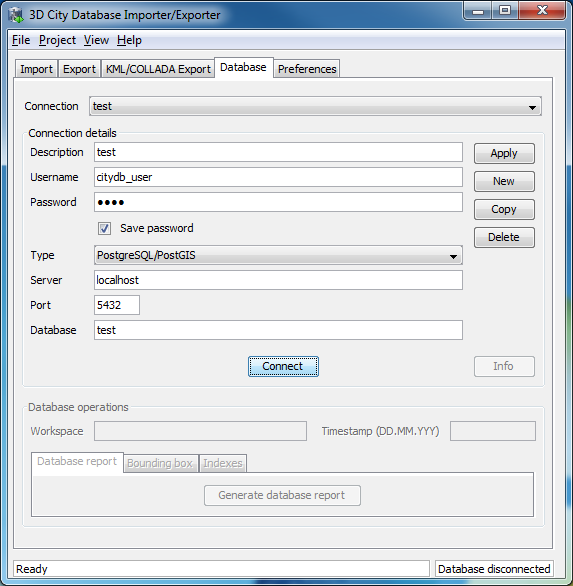 3D City Database Importer/Exporter
File Project View Help
Import Export KML/COLLADA Export Database Preferences
Connection test
Connection details
Description test Apply
Username citydb_user New
Password •••• Copy
Save password Delete
Type PostgreSQL/PostGIS
Server localhost
Port 5432
Database test
Connect Info
Database operations
Workspace Timestamp (DD.MM.YYY)
Database report Bounding box Indexes
Generate database report
Ready Database disconnected